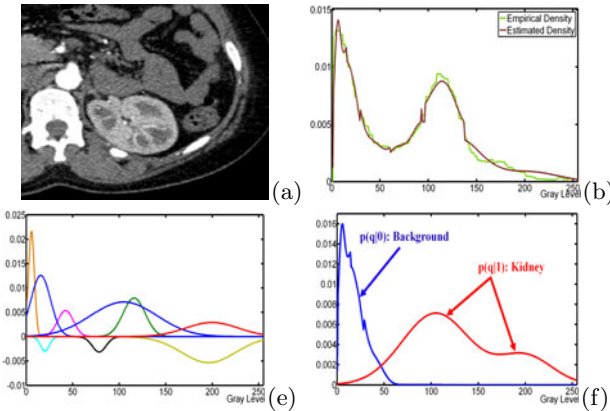 0.015
0.01
0.005
0
0 50 100 150 200 250
Gray Level
Empirical Density
Estimated Density
(a)
(b)
0.025
0.02
0.015
0.01
0.005
0
-0.005
-0.01
0 50 100 150 200 250
Gray Level
(e)
0.016
0.014
0.012
0.01
0.008
0.006
0.004
0.002
0
0 50 100 150 200 250
Gray Level
p(q|0): Background
p(q|1): Kidney
(f)